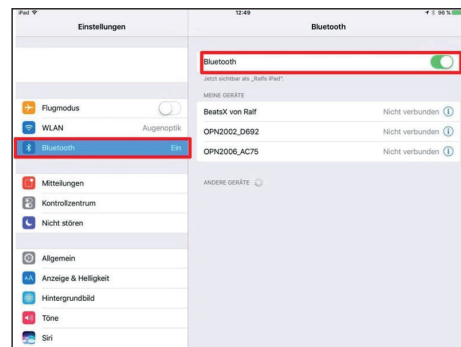 iPad
12:49
96 %
Einstellungen
Bluetooth
Flugmodus
WLAN Augenoptik
Bluetooth Ein
Mitteilungen
Kontrollzentrum
Nicht stören
Allgemein
Anzeige & Helligkeit
Hintergrundbild
Töne
Siri
Bluetooth
Jetzt sichtbar als „Ralfs iPad“.
MEINE GERÄTE
BeatsX von Ralf Nicht verbunden
OPN2002_D692 Nicht verbunden
OPN2006_AC75 Nicht verbunden
ANDERE GERÄTE